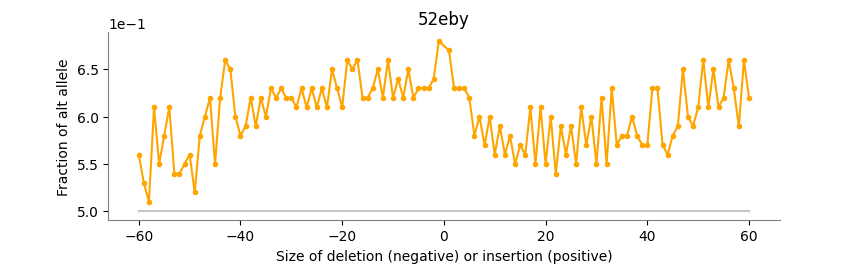 52eby
1e−1
Fraction of alt allele
6.5
6.0
5.5
5.0
−60 −40 −20 0 20 40 60
Size of deletion (negative) or insertion (positive)